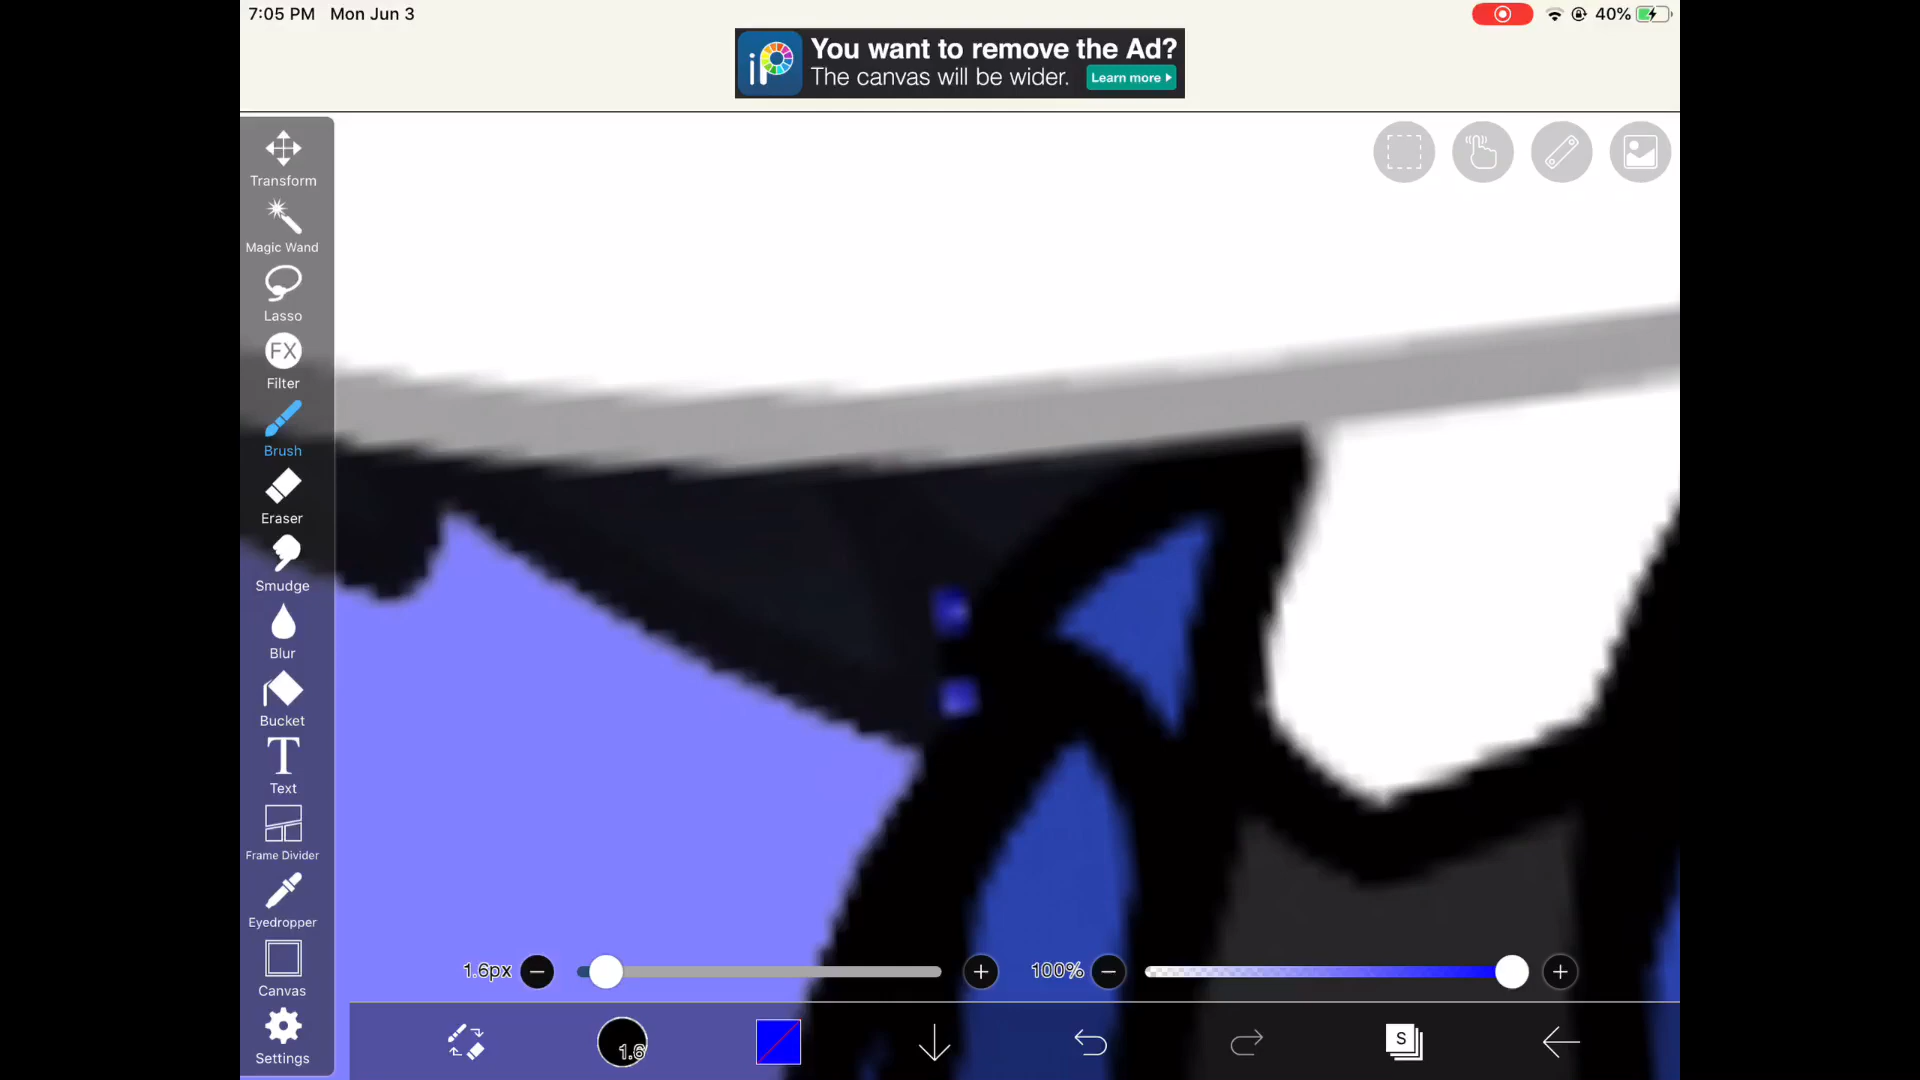 7:05 PM Mon Jun 3
40%
You want to remove the Ad?
The canvas will be wider. Learn more
Transform
Magic Wand
Lasso
FX
Filter
Brush
Eraser
Smudge
Blur
Bucket
T
Text
Frame Divider
Eyedropper
Canvas
Settings
1.6px
100%
1.6
S